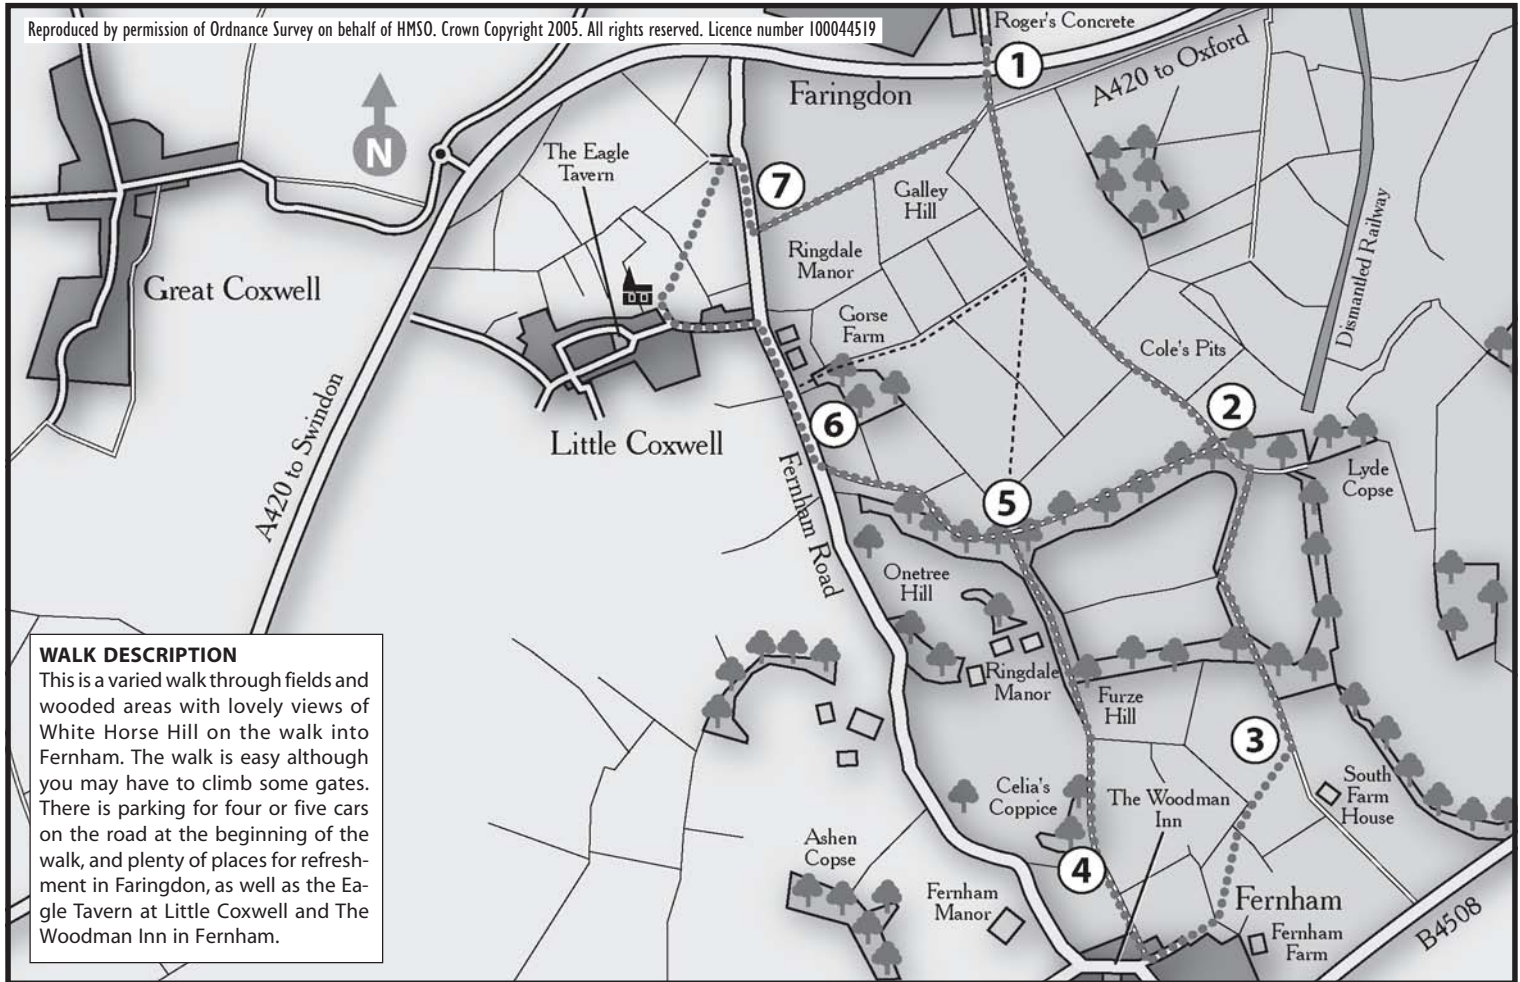 Reproduced by permission of Ordnance Survey on behalf of HMSO. Crown Copyright 2005. All rights reserved. Licence number 100044519
Roger's Concrete
1
Faringdon
A420 to Oxford
N
The Eagle
Tavern
7
Galley
Hill
Dismantled Railway
Great Coxwell
Ringdale
Manor
Gorse
Farm
Cole's Pits
A420 to Swindon
Little Coxwell
6
2
Fernham Road
5
Lyde
Copse
Onetree
Hill
Ringdale
Manor
Furze
Hill
3
Celia's
Coppice
The Woodman
Inn
South
Farm
House
Ashen
Copse
4
Fernham
Manor
Fernham
Fernham
Farm
B4508
WALK DESCRIPTION
This is a varied walk through fields and
wooded areas with lovely views of
White Horse Hill on the walk into
Fernham. The walk is easy although
you may have to climb some gates.
There is parking for four or five cars
on the road at the beginning of the
walk, and plenty of places for refresh-
ment in Faringdon, as well as the Ea-
gle Tavern at Little Coxwell and The
Woodman Inn in Fernham.